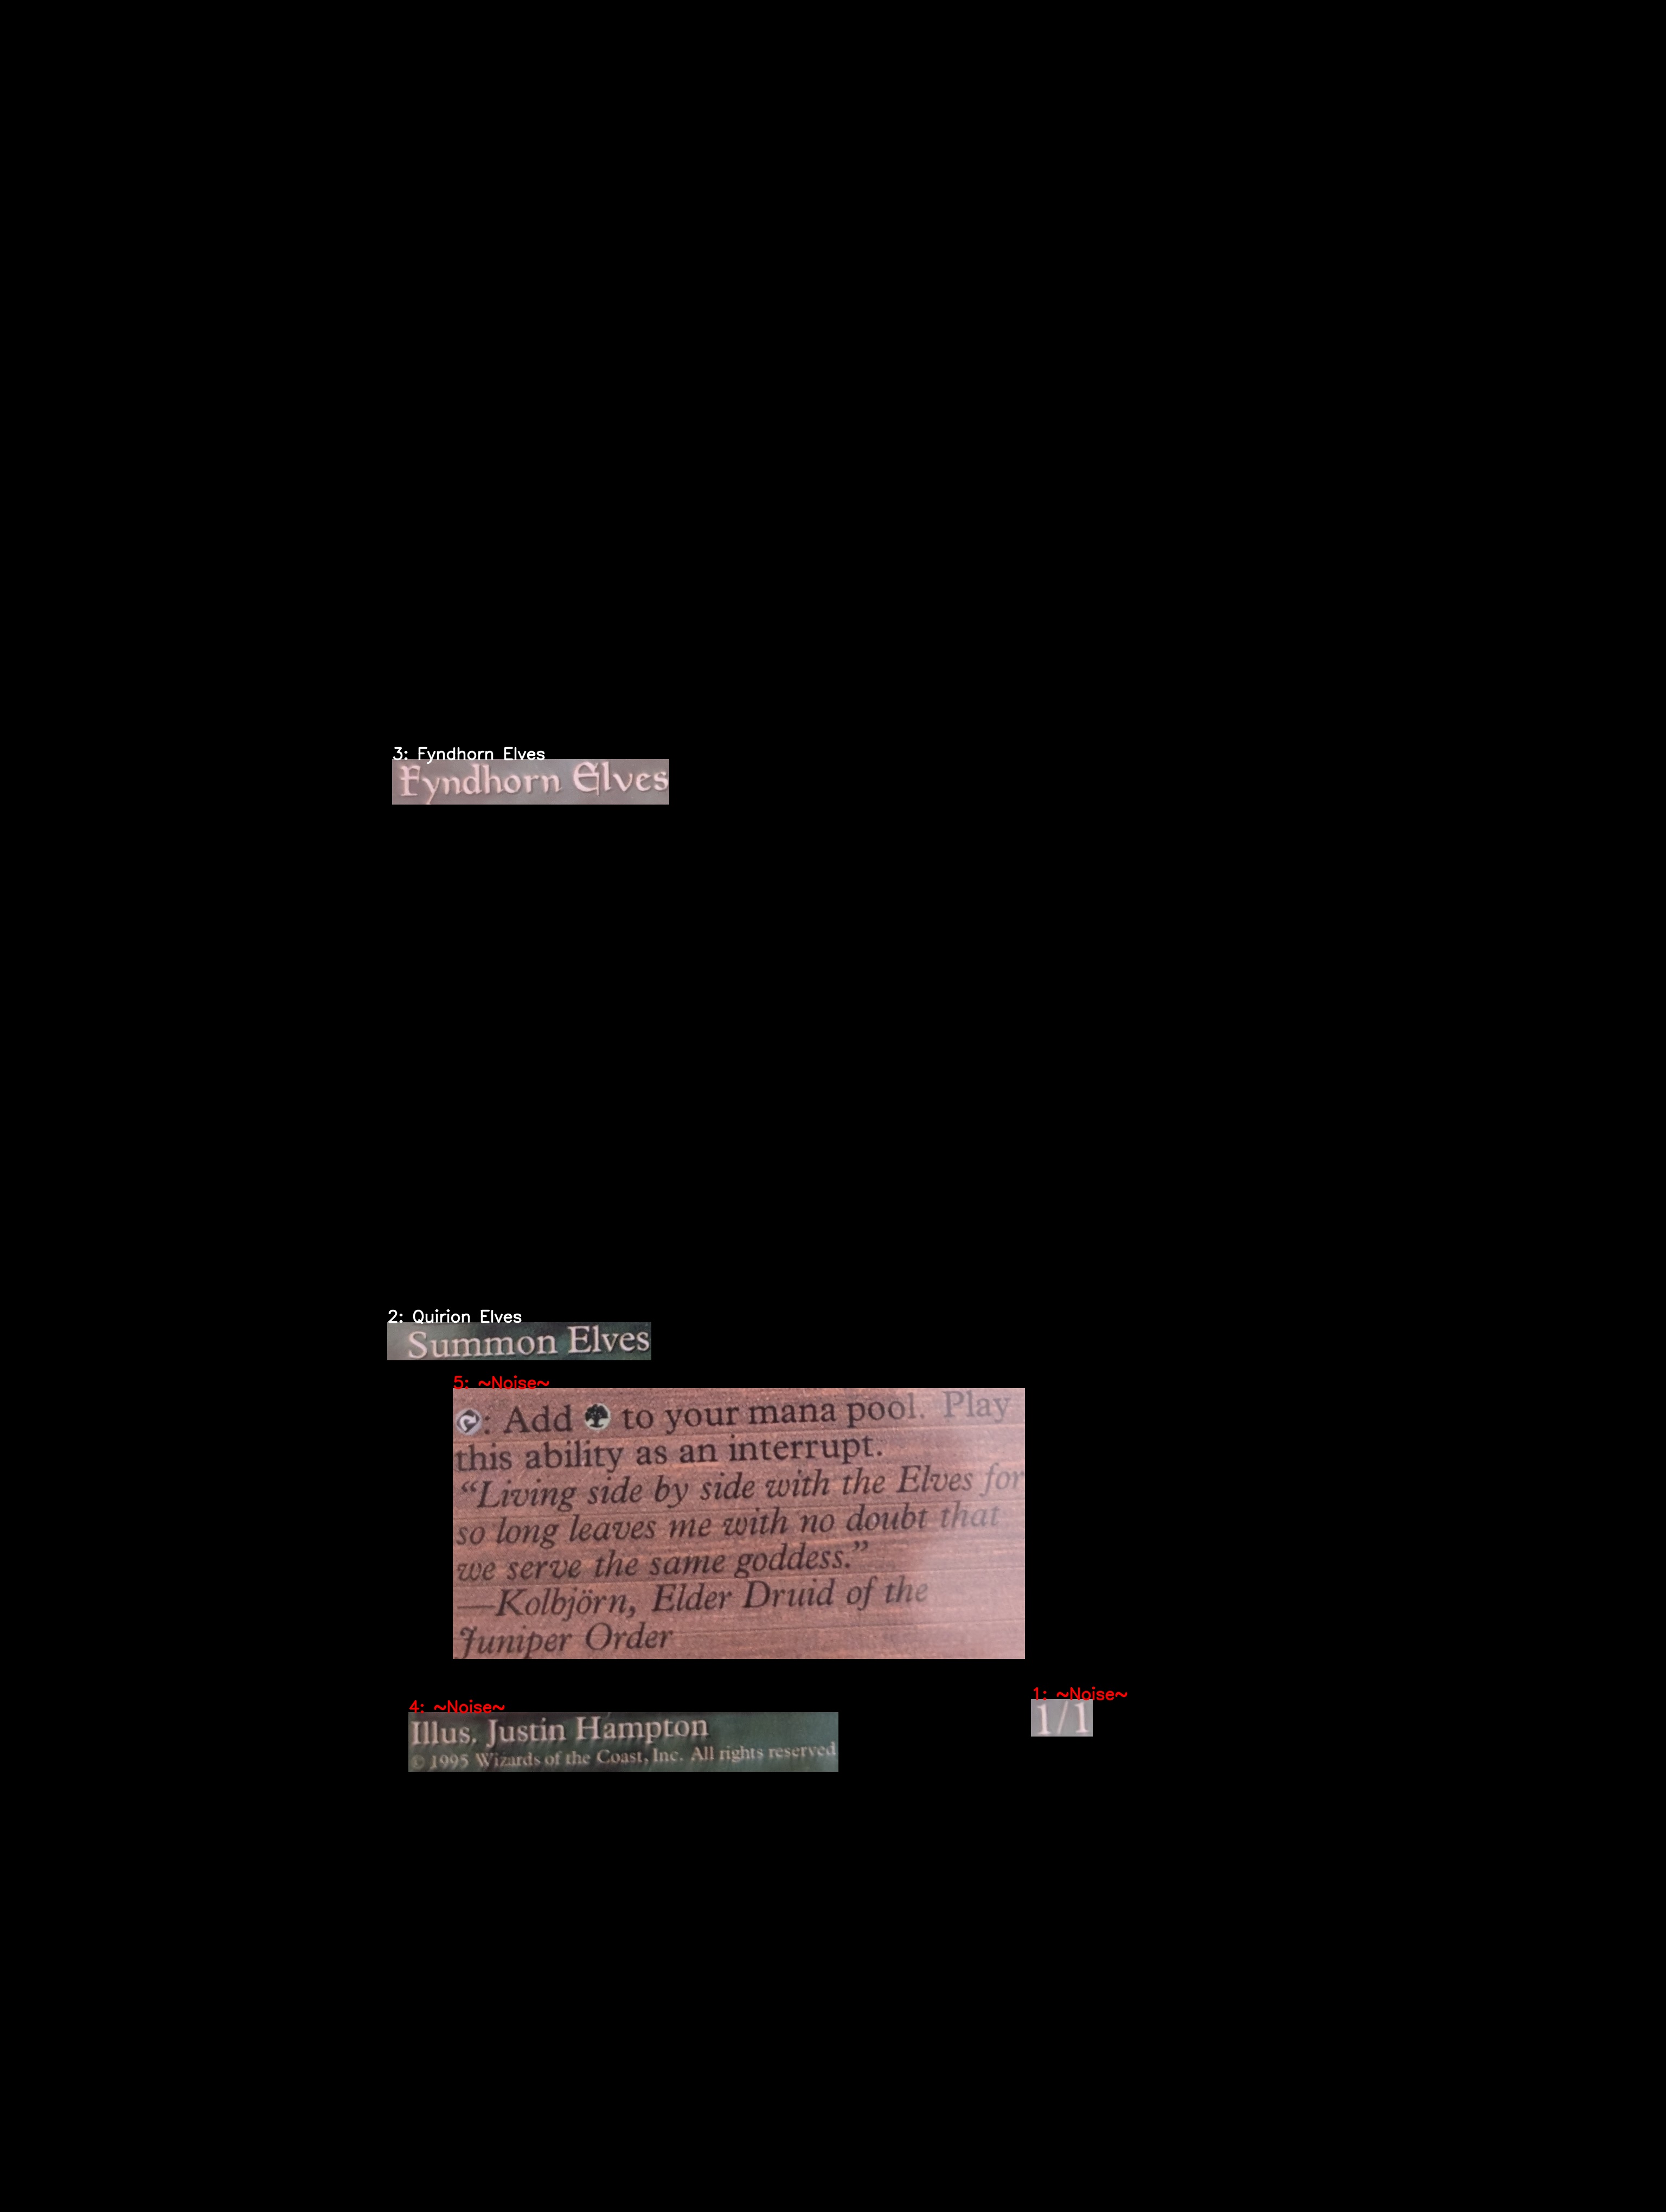 3: Fyndhorn Elves
Fyndhorn Elves
2: Quirion Elves
Summon Elves
5: ~Noise~
: Add to your mana pool. Play
this ability as an interrupt.
“Living side by side with the Elves for
so long leaves me with no doubt that
we serve the same goddess.”
—Kolbjörn, Elder Druid of the
Juniper Order
1: ~Noise~
1/1
4: ~Noise~
Illus. Justin Hampton
© 1995 Wizards of the Coast, Inc. All rights reserved